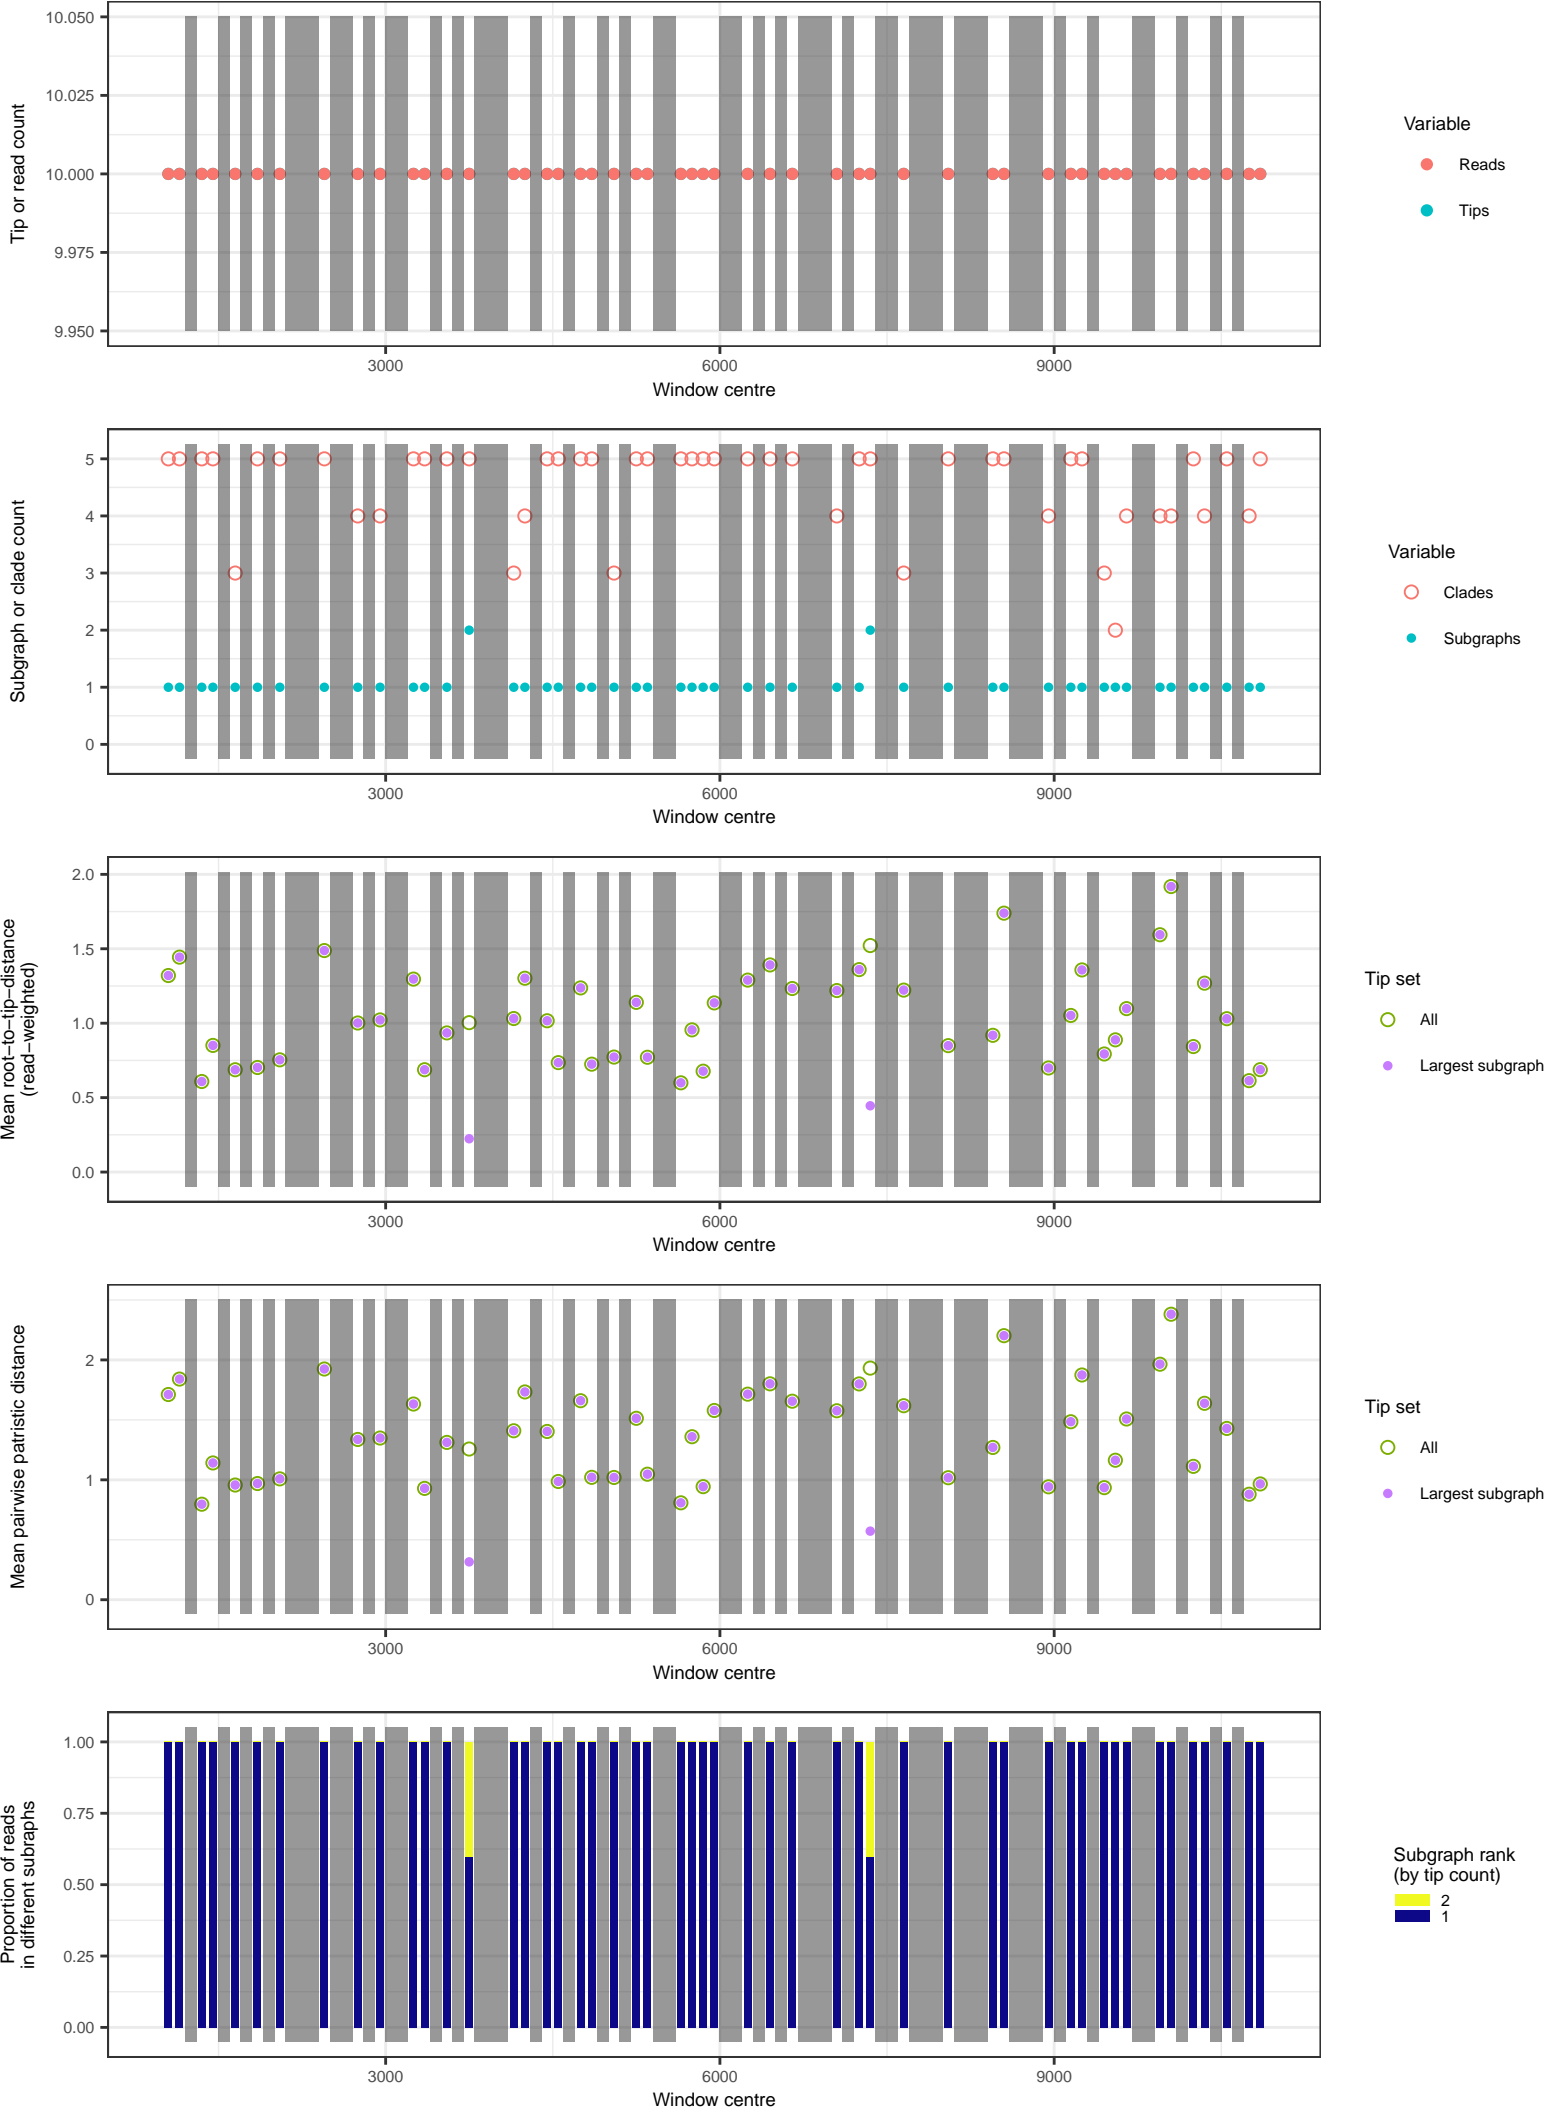 10.050
10.025
10.000
9.975
9.950
Tip or read count
3000
6000
9000
Window centre
Variable
Reads
Tips
5
4
3
2
1
0
Subgraph or clade count
3000
6000
9000
Window centre
Variable
Clades
Subgraphs
2.0
1.5
1.0
0.5
0.0
Mean root−to−tip−distance
(read−weighted)
3000
6000
9000
Window centre
Tip set
All
Largest subgraph
2
1
0
Mean pairwise patristic distance
3000
6000
9000
Window centre
Tip set
All
Largest subgraph
1.00
0.75
0.50
0.25
0.00
Proportion of reads
in different subraphs
3000
6000
9000
Window centre
Subgraph rank
(by tip count)
2
1